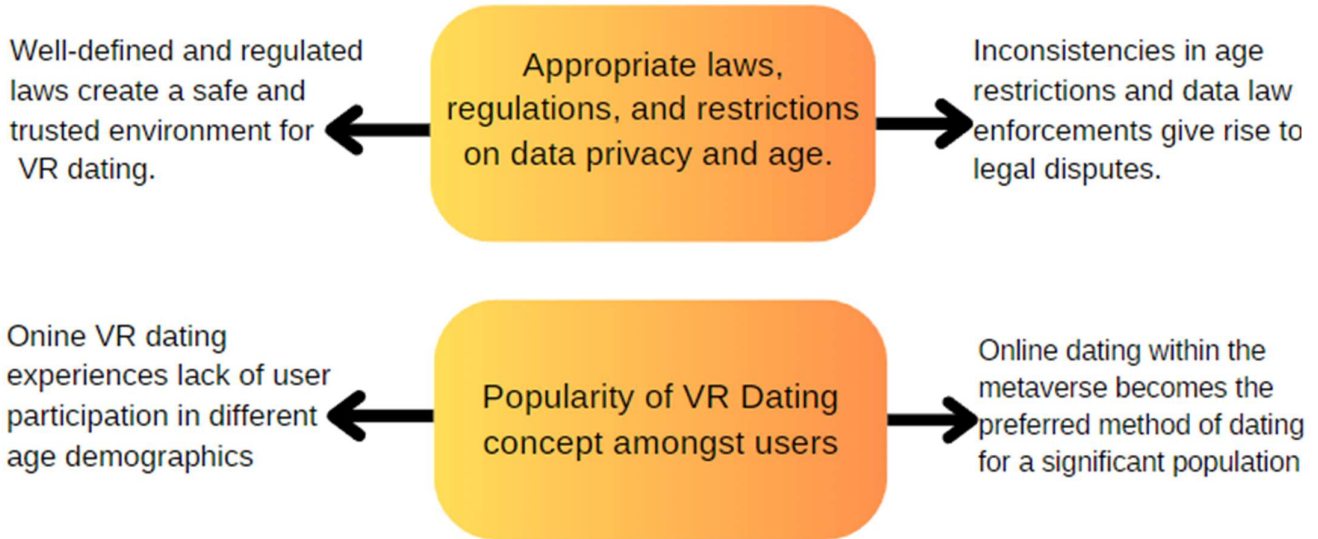 Well-defined and regulated
laws create a safe and
trusted environment for
VR dating.
Appropriate laws,
regulations, and restrictions
on data privacy and age.
Inconsistencies in age
restrictions and data law
enforcements give rise to
legal disputes.
Onine VR dating
experiences lack of user
participation in different
age demographics
Popularity of VR Dating
concept amongst users
Online dating within the
metaverse becomes the
preferred method of dating
for a significant population